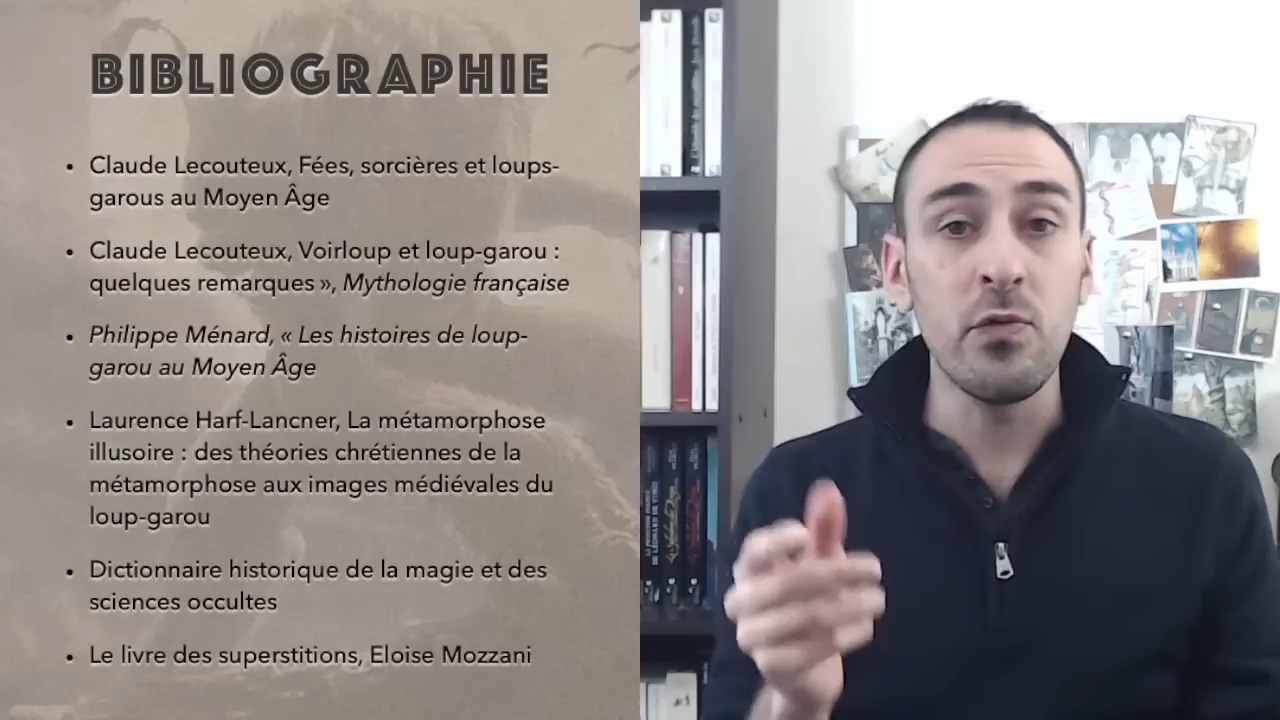 BIBLIOGRAPHIE
• Claude Lecouteux, Fées, sorcières et loups-
garous au Moyen Âge
• Claude Lecouteux, Voirloup et loup-garou :
quelques remarques », Mythologie française
• Philippe Ménard, « Les histoires de loup-
garou au Moyen Âge
• Laurence Harf-Lancner, La métamorphose
illusoire : des théories chrétiennes de la
métamorphose aux images médiévales du
loup-garou
• Dictionnaire historique de la magie et des
sciences occultes
• Le livre des superstitions, Eloise Mozzani